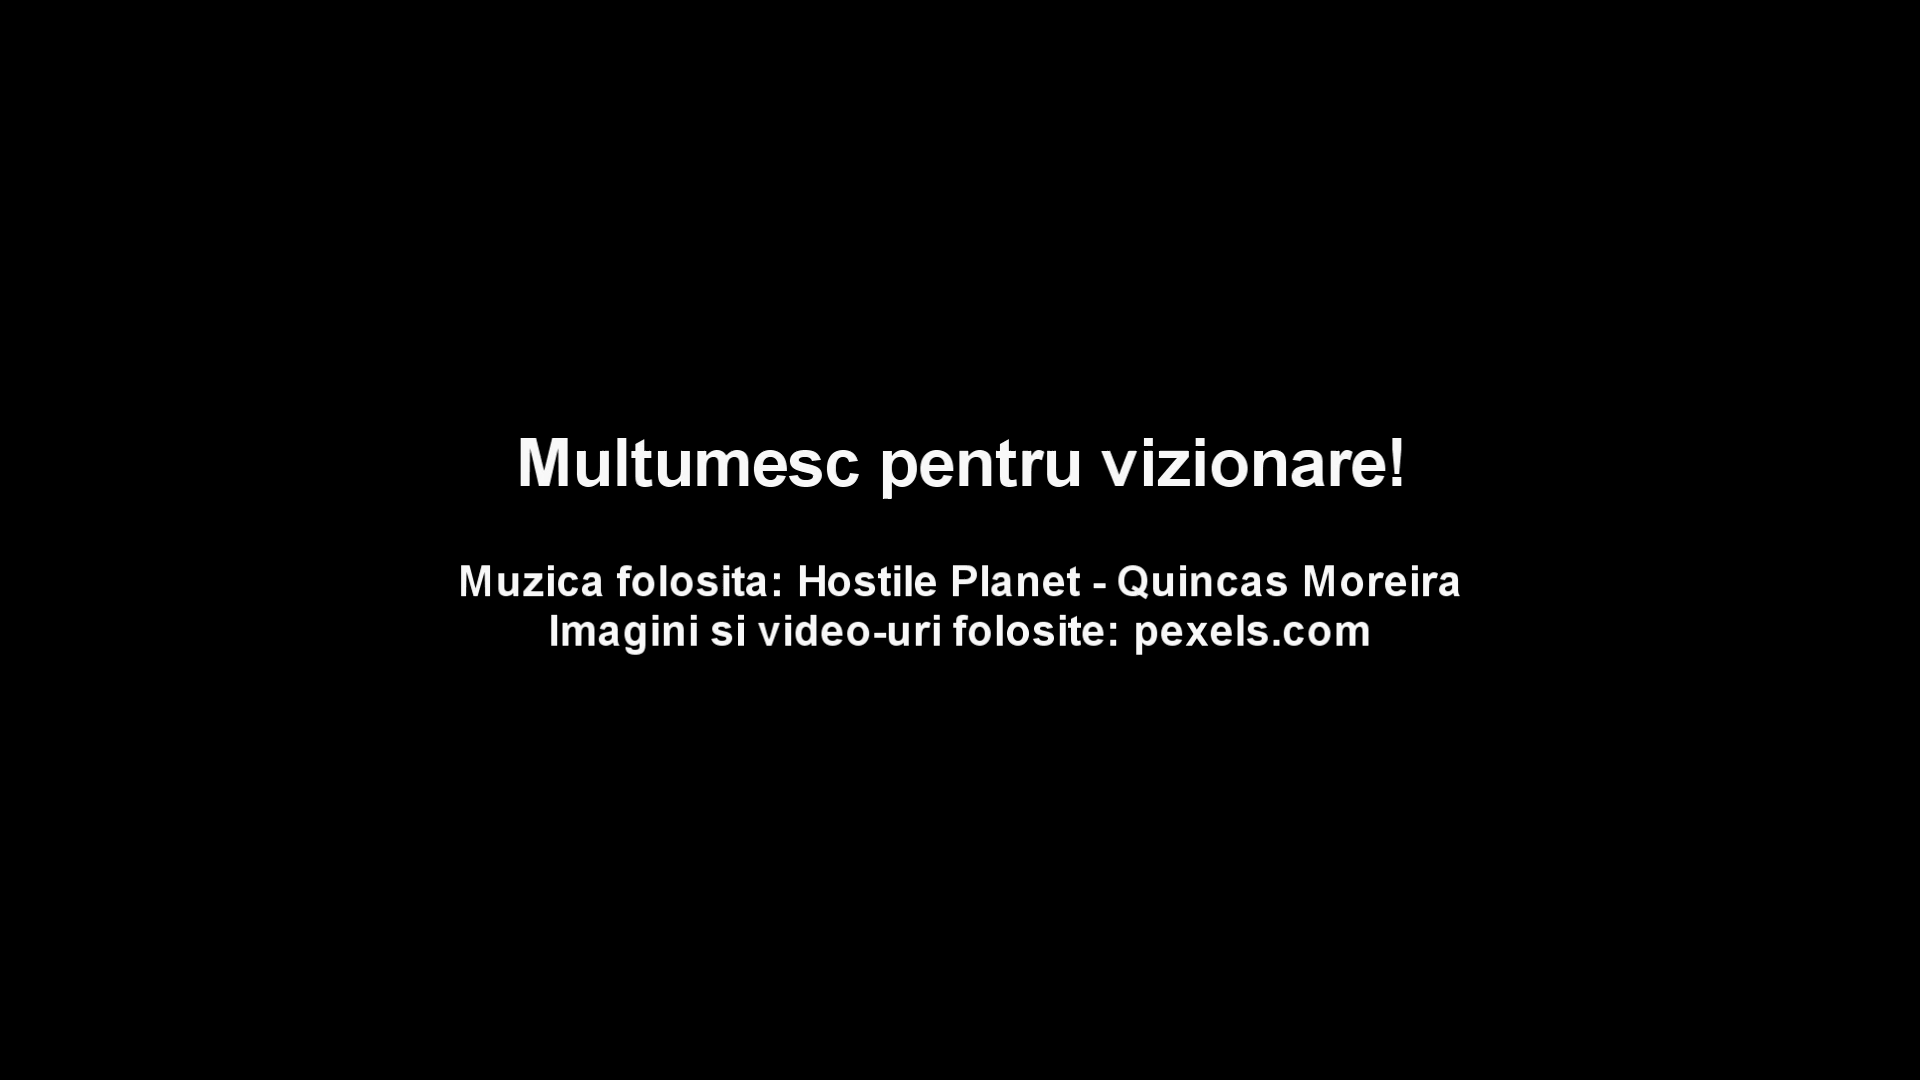 Multumesc pentru vizionare!
Muzica folosita: Hostile Planet - Quincas Moreira
Imagini si video-uri folosite: pexels.com